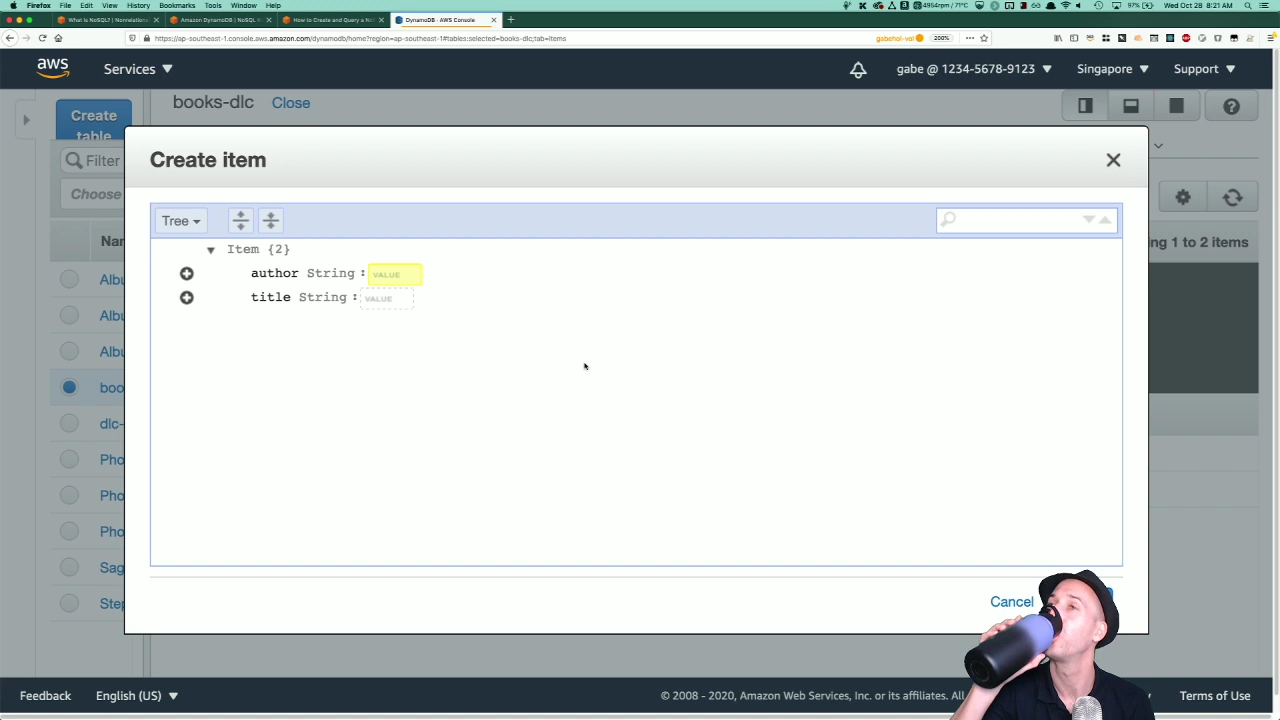 Firefox File Edit View History Bookmarks Tools Window Help 4954rpm / 71°C 97% Wed Oct 28 8:21 AM
What Is NoSQL? | Nonrelation Amazon DynamoDB | NoSQL K How to Create and Query a No DynamoDB - AWS Console
https://ap-southeast-1.console.aws.amazon.com/dynamodb/home?region=ap-southeast-1#tables:selected=books-dlc;tab=items 200%
aws Services gabe @ 1234-5678-9123 Singapore Support
Create table
books-dlc Close
Filter
Choose
Create item
Tree
ing 1 to 2 items
Item {2}
author String : VALUE
title String : VALUE
Nar
Albu
Albu
Albu
boo
dlc-
Pho
Pho
Pho
Sag
Step
Cancel
Feedback English (US) © 2008 - 2020, Amazon Web Services, Inc. or its affiliates. All Terms of Use